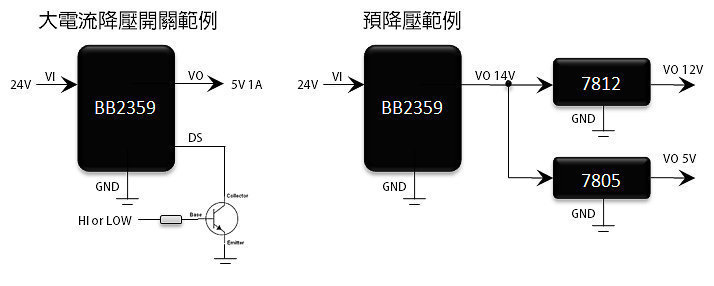 大電流降壓開關範例
24V
VI
BB2359
VO
5V 1A
DS
GND
Collector
HI or LOW
Base
Emitter
預降壓範例
24V
VI
BB2359
VO 14V
GND
7812
VO 12V
GND
7805
VO 5V
GND